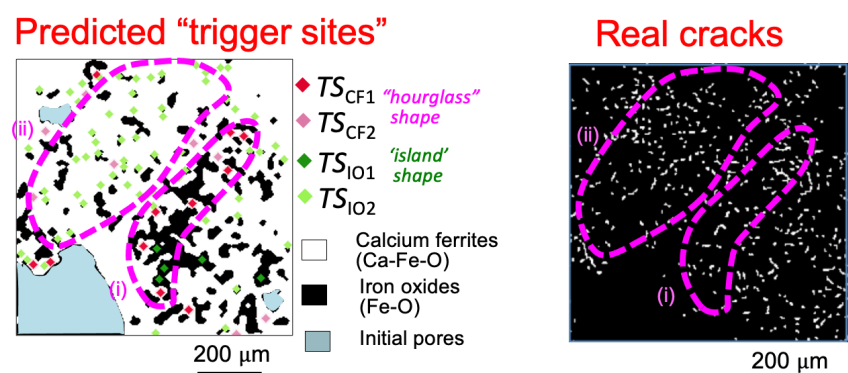 Predicted “trigger sites”
Real cracks
(ii)
(i)
TSCF1 “hourglass”
TSCF2 shape
TSIO1 ‘island’
shape
TSIO2
Calcium ferrites
(Ca-Fe-O)
Iron oxides
(Fe-O)
Initial pores
200 μm
(ii)
(i)
200 μm